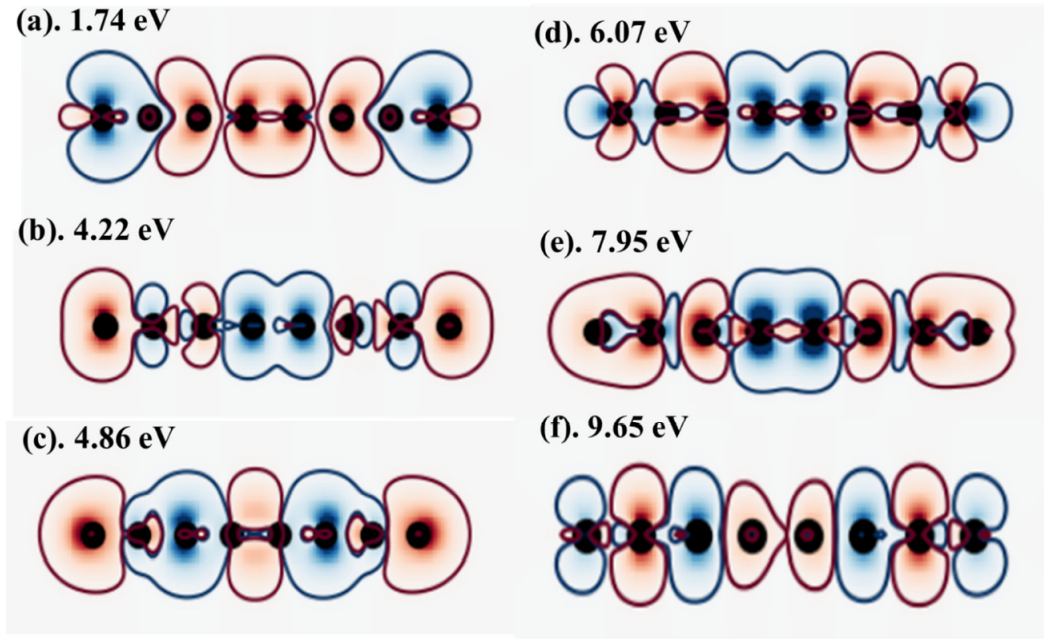 (a). 1.74 eV
(b). 4.22 eV
(c). 4.86 eV
(d). 6.07 eV
(e). 7.95 eV
(f). 9.65 eV